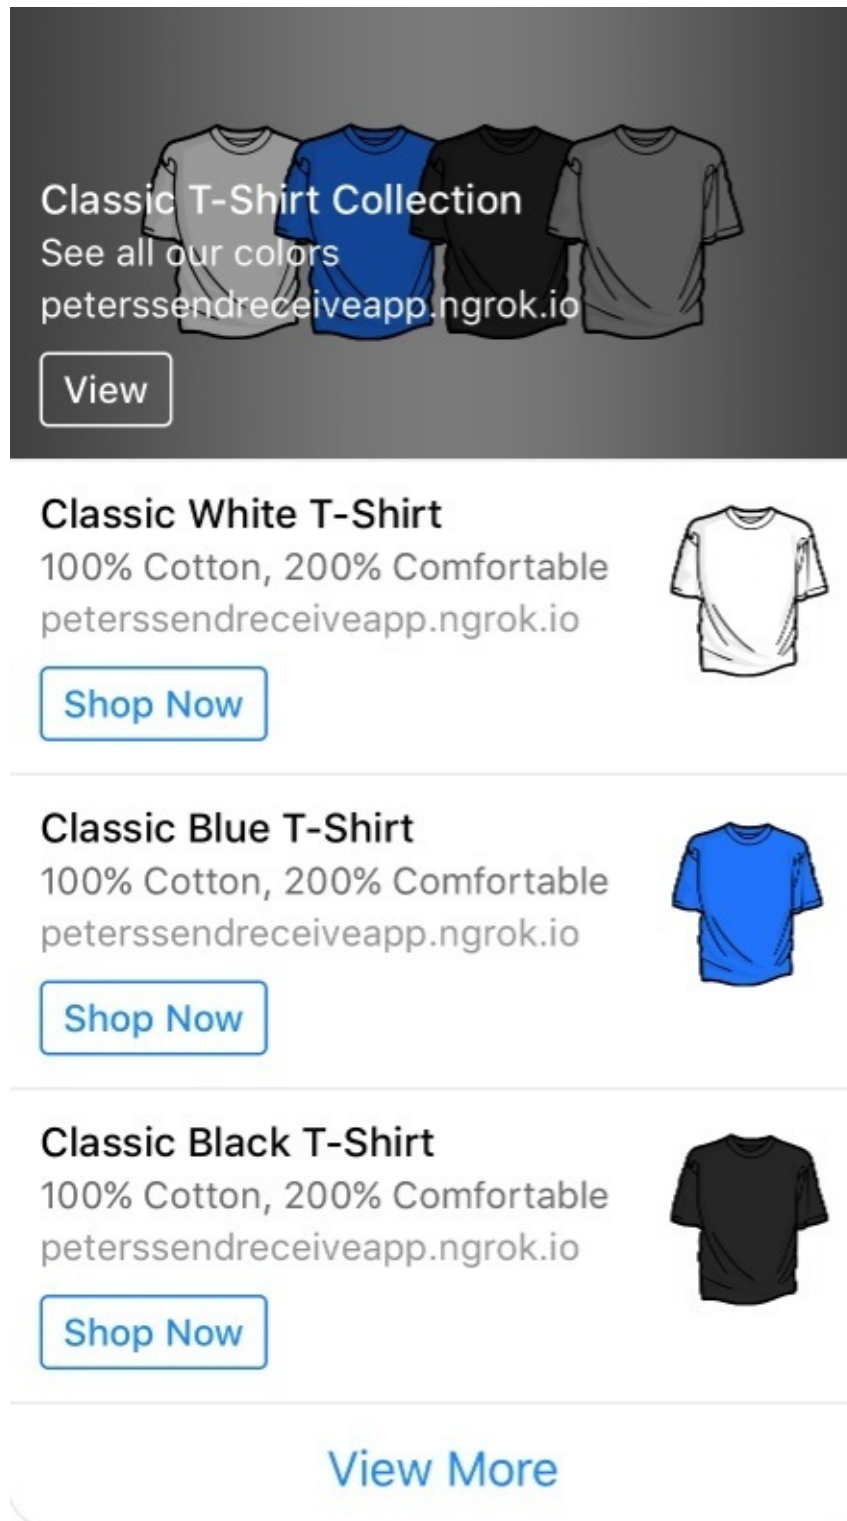 Classic T-Shirt Collection
See all our colors
peterssendreceiveapp.ngrok.io
View
Classic White T-Shirt
100% Cotton, 200% Comfortable
peterssendreceiveapp.ngrok.io
Shop Now
Classic Blue T-Shirt
100% Cotton, 200% Comfortable
peterssendreceiveapp.ngrok.io
Shop Now
Classic Black T-Shirt
100% Cotton, 200% Comfortable
peterssendreceiveapp.ngrok.io
Shop Now
View More